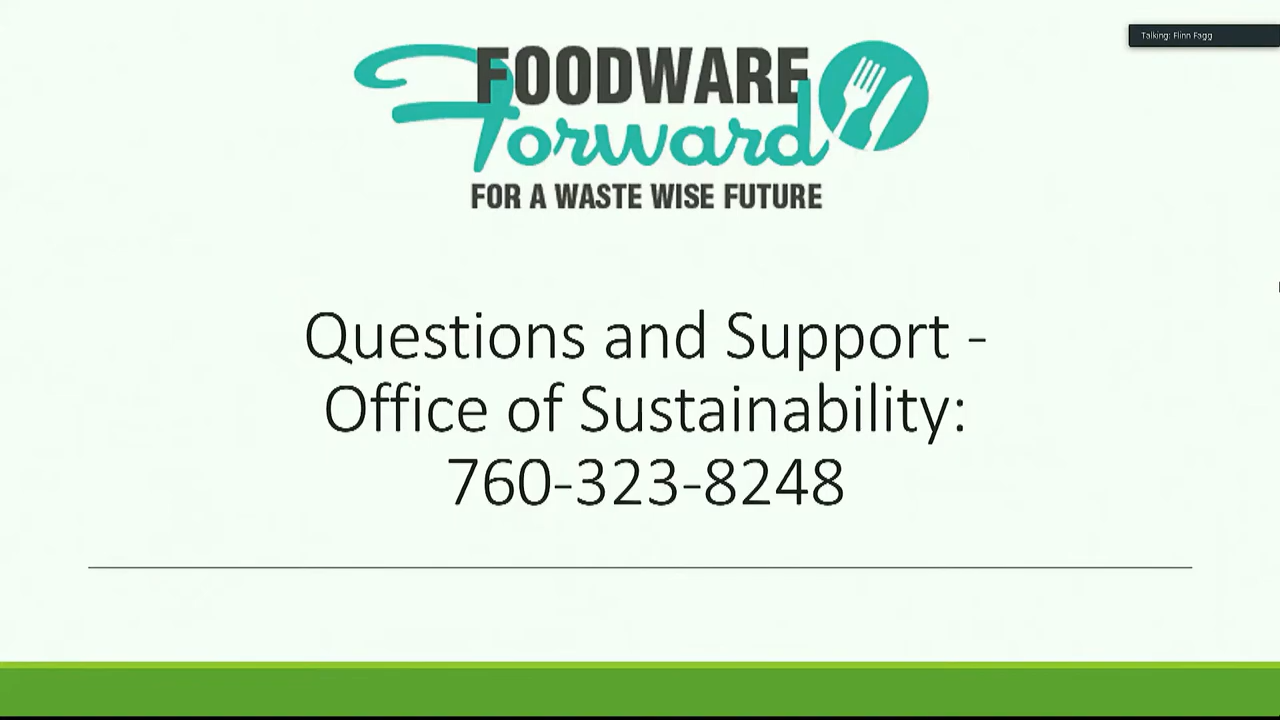 Talking: Flinn Fagg
FOODWARE
Forward
FOR A WASTE WISE FUTURE
Questions and Support -
Office of Sustainability:
760-323-8248